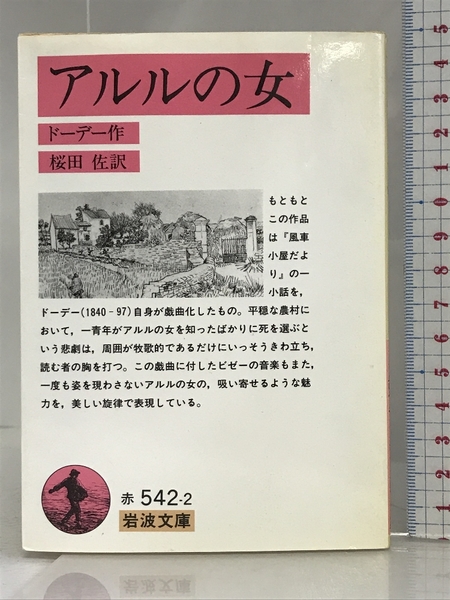 アルルの女
ドーデー作
桜田 佐訳
もともと
この作品
は『風車
小屋だよ
り』の一
小話を，
ドーデー(1840－97)自身が戯曲化したもの。平穏な農村に
おいて，一青年がアルルの女を知ったばかりに死を選ぶと
いう悲劇は，周囲が牧歌的であるだけにいっそうきわ立ち，
読む者の胸を打つ。この戯曲に付したビゼーの音楽もまた，
一度も姿を現わさないアルルの女の，吸い寄せるような魅
力を，美しい旋律で表現している。
赤 542-2
岩波文庫